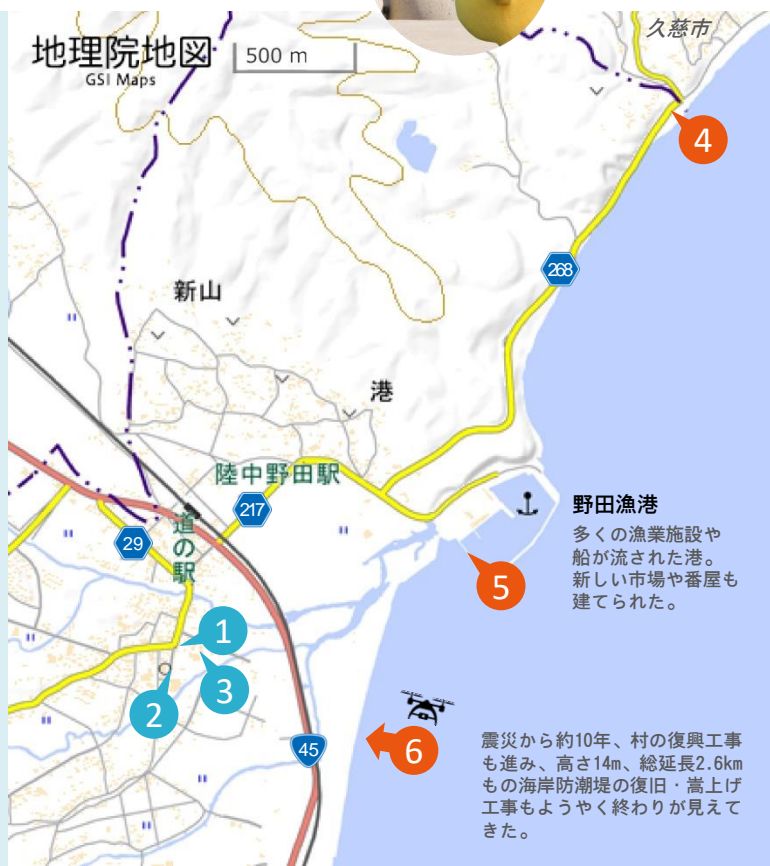 久慈市
地理院地図
GSI Maps
500 m
4
268
新山
港
陸中野田駅
217
野田漁港
多くの漁業施設や
船が流された港。
新しい市場や番屋も
建てられた。
29
道の駅
5
1
3
2
6
45
震災から約10年、村の復興工事
も進み、高さ14m、総延長2.6km
もの海岸防潮堤の復旧・嵩上げ
工事もようやく終わりが見えて
きた。